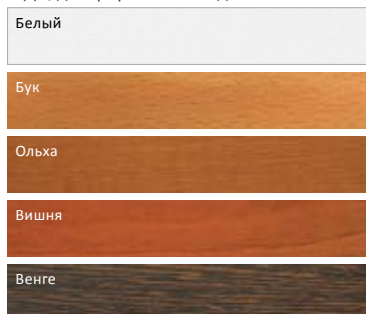 Белый
Бук
Ольха
Вишня
Венге